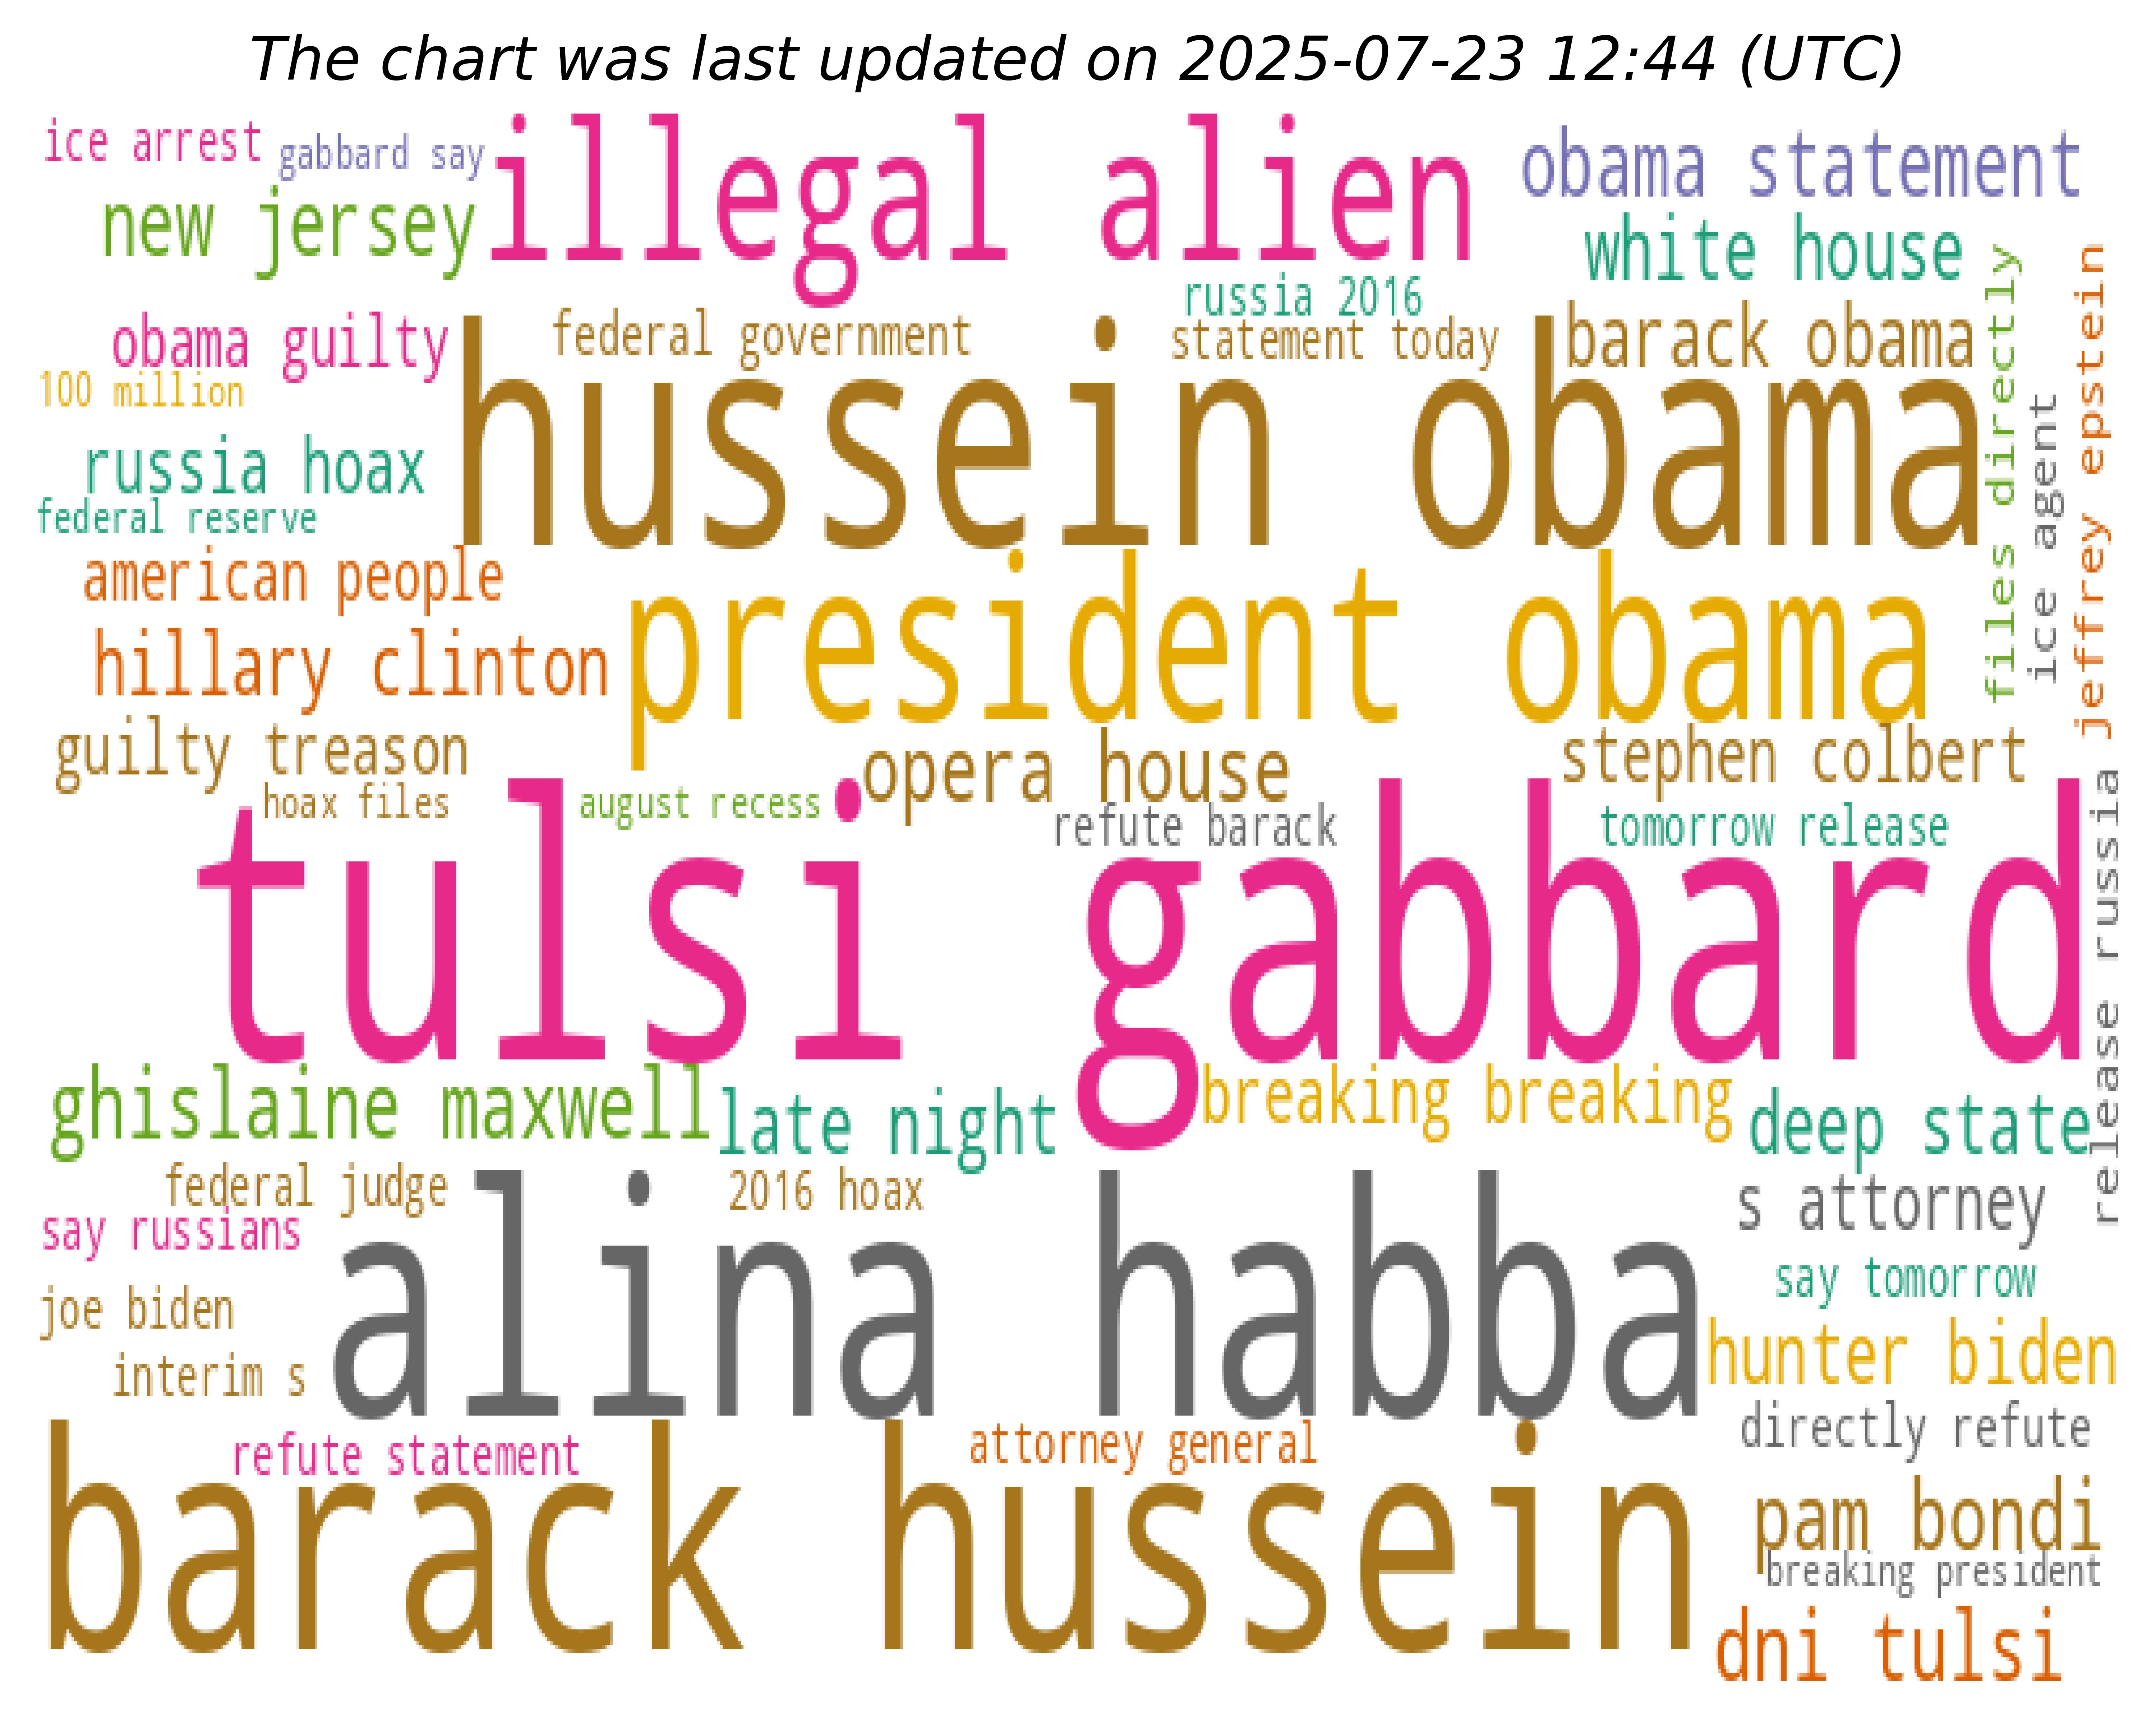 The chart was last updated on 2025-07-23 12:44 (UTC)
ice arrest
gabbard say
illegal alien
obama statement
new jersey
white house
russia 2016
obama guilty
federal government
statement today
barack obama
files directly
ice agent
jeffrey epstein
100 million
hussein obama
russia hoax
federal reserve
american people
president obama
hillary clinton
guilty treason
opera house
stephen colbert
hoax files
august recess
refute barack
tomorrow release
tulsi gabbard
release russia
ghislaine maxwell
late night
breaking breaking
deep state
federal judge
2016 hoax
s attorney
say russians
alina habba
say tomorrow
joe biden
hunter biden
interim s
directly refute
refute statement
attorney general
barack hussein
pam bondi
breaking president
dni tulsi